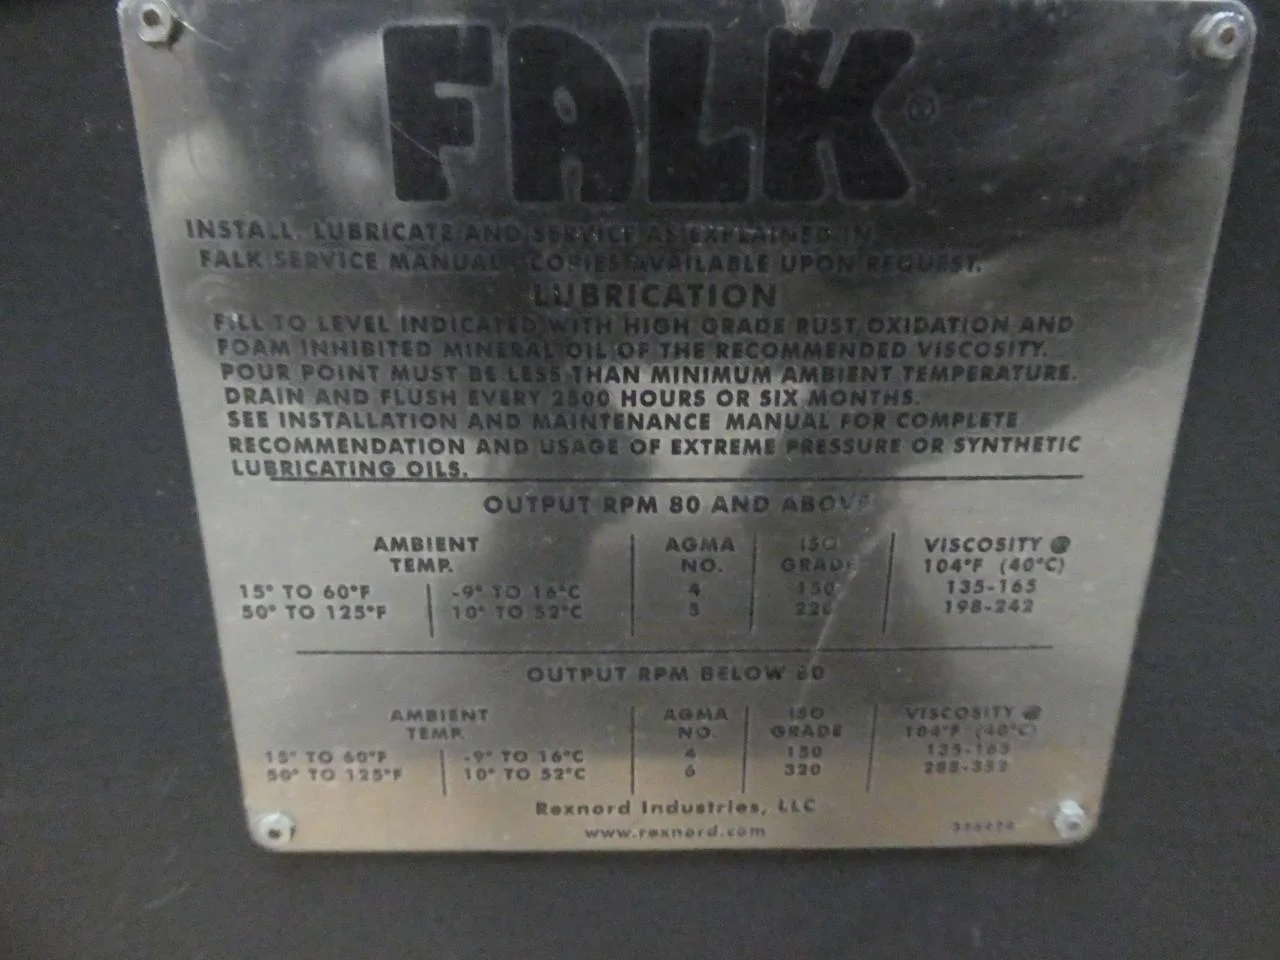 FALK®
INSTALL, LUBRICATE AND SERVICE AS EXPLAINED IN
FALK SERVICE MANUAL. COPIES AVAILABLE UPON REQUEST.
LUBRICATION
FILL TO LEVEL INDICATED WITH HIGH GRADE RUST, OXIDATION AND
FOAM INHIBITED MINERAL OIL OF THE RECOMMENDED VISCOSITY.
POUR POINT MUST BE LESS THAN MINIMUM AMBIENT TEMPERATURE.
DRAIN AND FLUSH EVERY 2500 HOURS OR SIX MONTHS.
SEE INSTALLATION AND MAINTENANCE MANUAL FOR COMPLETE
RECOMMENDATION AND USAGE OF EXTREME PRESSURE OR SYNTHETIC
LUBRICATING OILS.
OUTPUT RPM 80 AND ABOVE
AMBIENT AGMA ISO VISCOSITY @
TEMP. NO. GRADE 104°F (40°C)
15° TO 60°F -9° TO 16°C 4 150 135-165
50° TO 125°F 10° TO 52°C 5 220 198-242
OUTPUT RPM BELOW 80
AMBIENT AGMA ISO VISCOSITY @
TEMP. NO. GRADE 104°F (40°C)
15° TO 60°F -9° TO 16°C 4 150 135-165
50° TO 125°F 10° TO 52°C 6 320 288-352
Rexnord Industries, LLC
www.rexnord.com